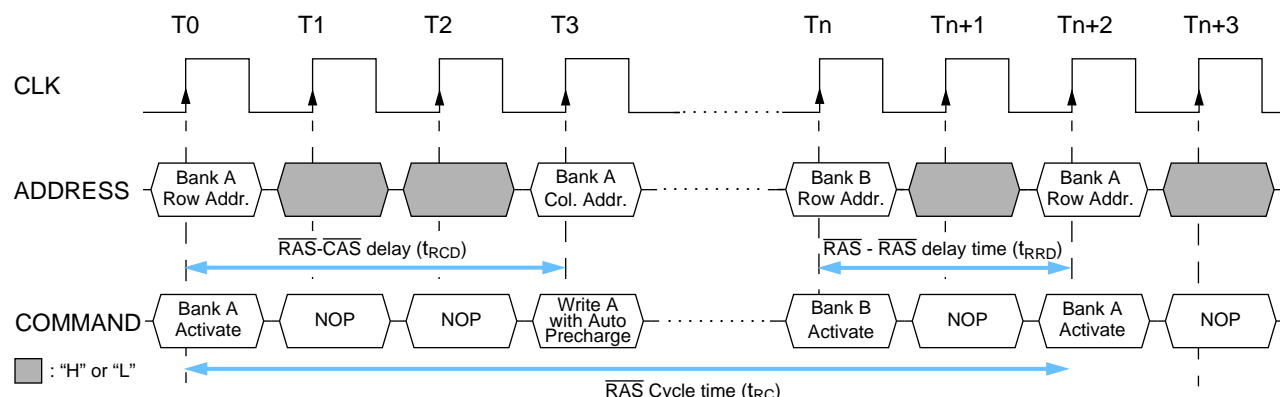 T0 T1 T2 T3 Tn Tn+1 Tn+2 Tn+3
CLK
ADDRESS
Bank A
Row Addr.
Bank A
Col. Addr.
Bank B
Row Addr.
Bank A
Row Addr.
RAS-CAS delay (tRCD)
RAS - RAS delay time (tRRD)
COMMAND
Bank A
Activate
NOP
NOP
Write A
with Auto
Precharge
Bank B
Activate
NOP
Bank A
Activate
NOP
: “H” or “L”
RAS Cycle time (tRC)